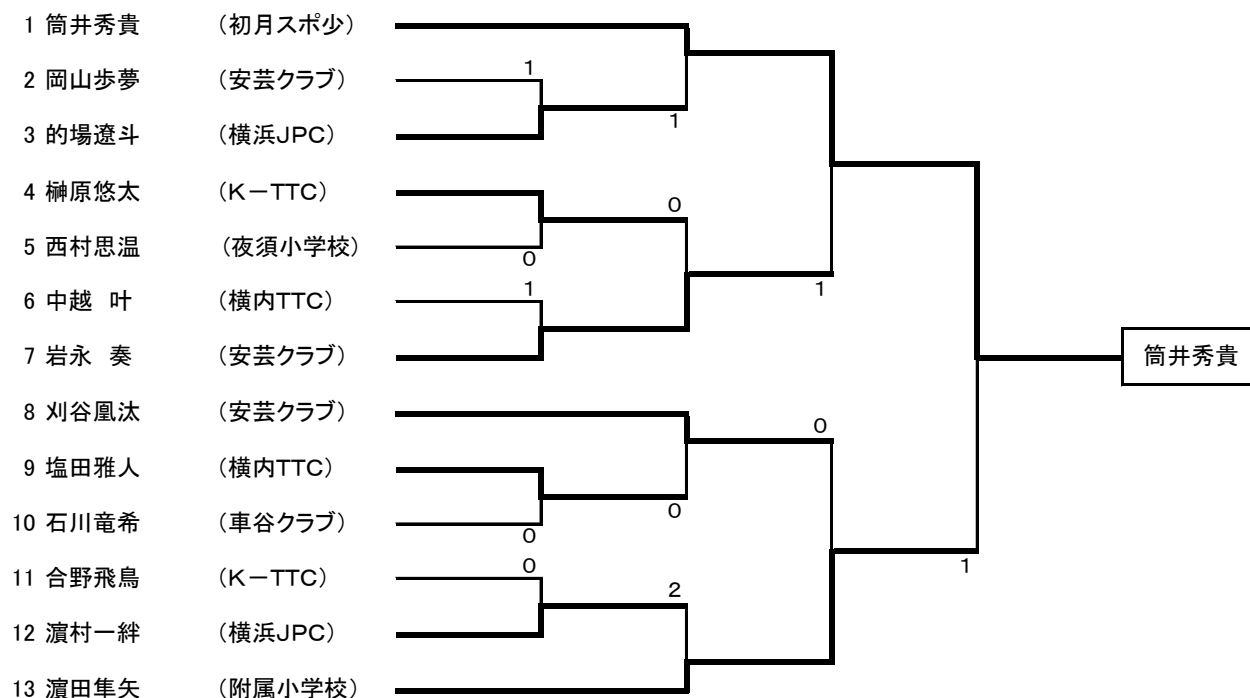 1 筒井秀貴 （初月スポ少）
2 岡山歩夢 （安芸クラブ） 1
1
3 的場遼斗 （横浜JPC）
4 榊原悠太 （K－TTC） 0
5 西村思温 （夜須小学校） 0
6 中越　叶 （横内TTC） 1 1
7 岩永　奏 （安芸クラブ） 筒井秀貴
8 刈谷凰汰 （安芸クラブ） 0
9 塩田雅人 （横内TTC）
0
10 石川竜希 （車谷クラブ） 0
11 合野飛鳥 （K－TTC） 0 2 1
12 濵村一絆 （横浜JPC）
13 濵田隼矢 （附属小学校）